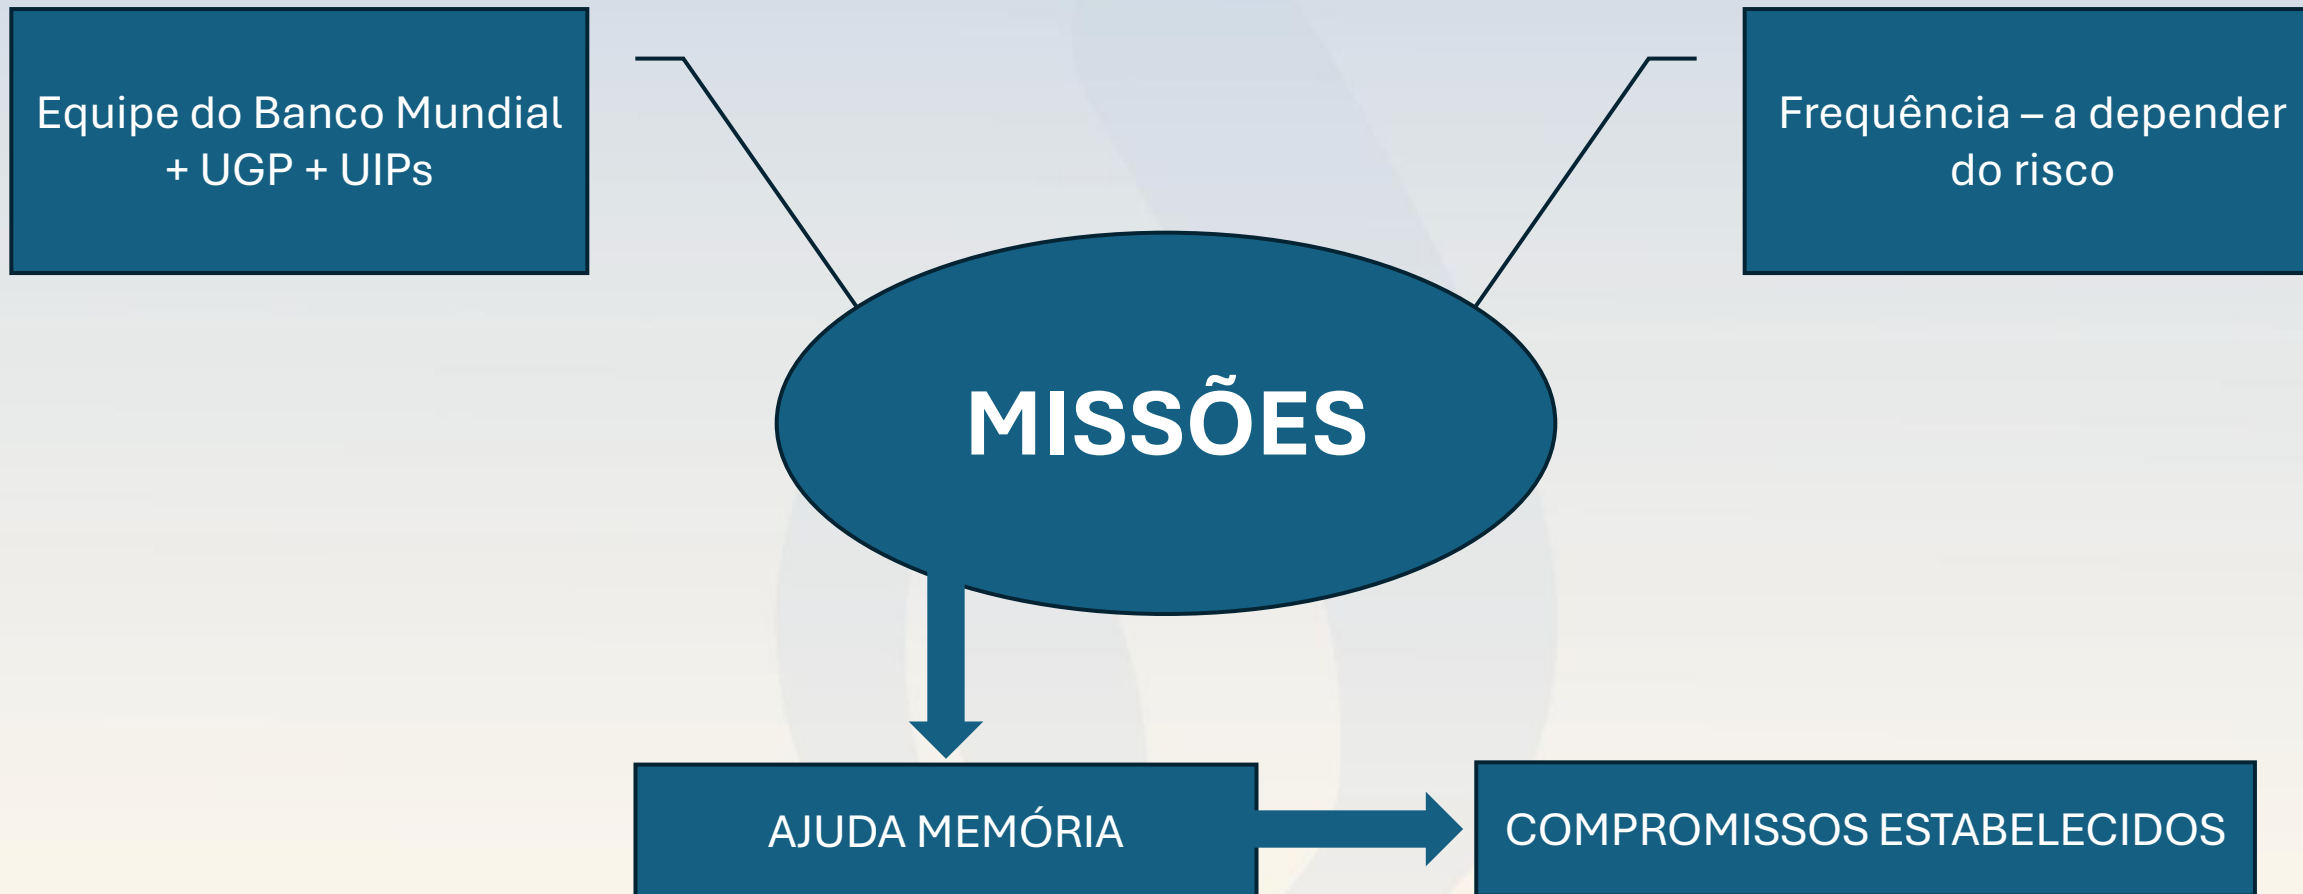 Equipe do Banco Mundial
+ UGP + UIPs
Frequência – a depender
do risco
MISSÕES
AJUDA MEMÓRIA
COMPROMISSOS ESTABELECIDOS